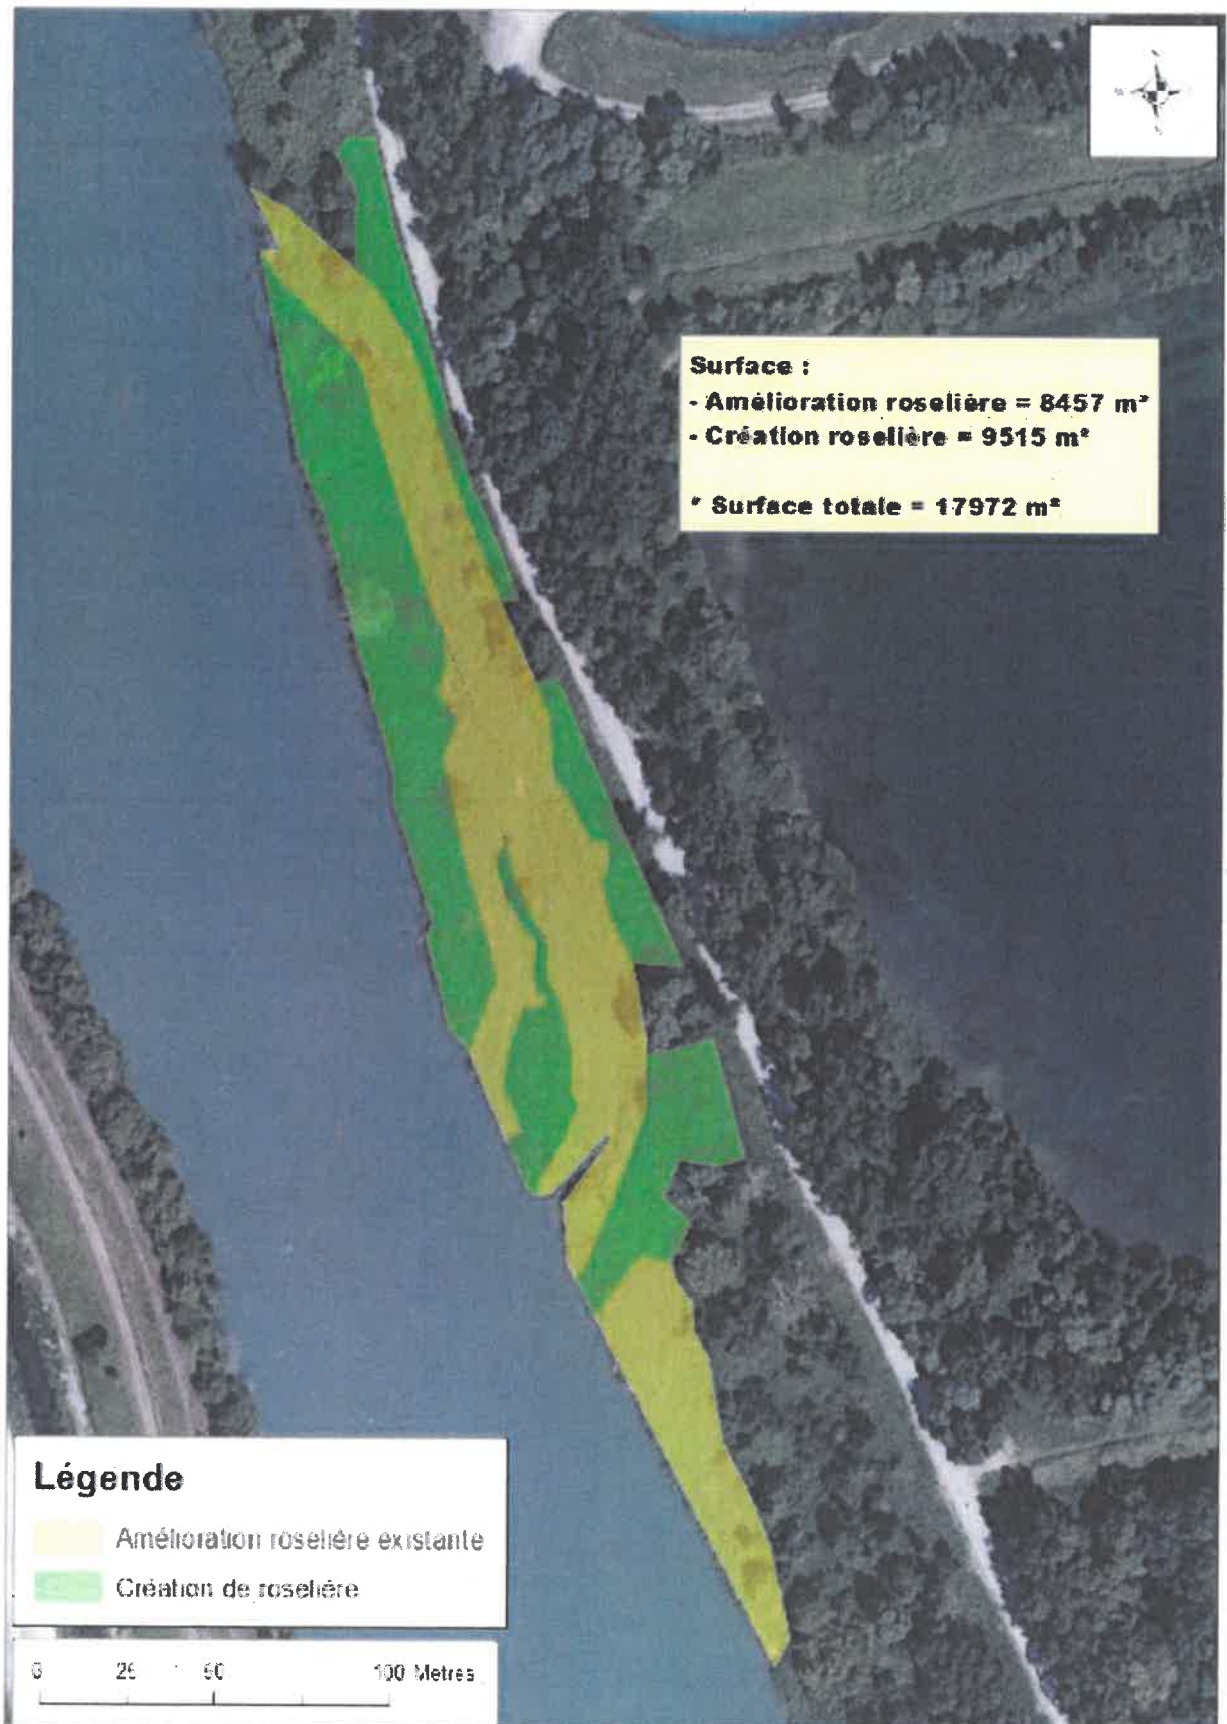 Surface :
- Amélioration roselière = 8457 m²
- Création roselière = 9515 m²
* Surface totale = 17972 m²
Légende
Amélioration roselière existante
Création de roselière
0 25 50 100 Metres